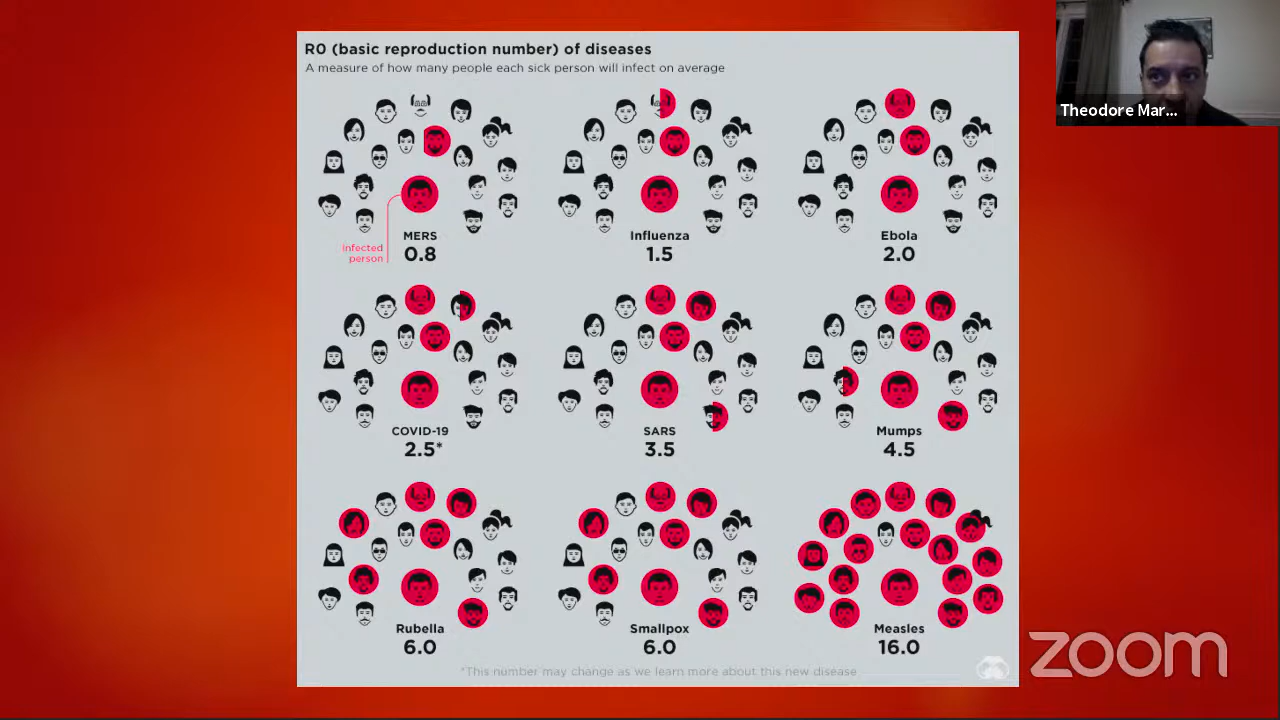 R0 (basic reproduction number) of diseases
A measure of how many people each sick person will infect on average
Theodore Mar...
Infected
person
MERS
0.8
Influenza
1.5
Ebola
2.0
COVID-19
2.5*
SARS
3.5
Mumps
4.5
Rubella
6.0
Smallpox
6.0
Measles
16.0
*This number may change as we learn more about this new disease
zoom